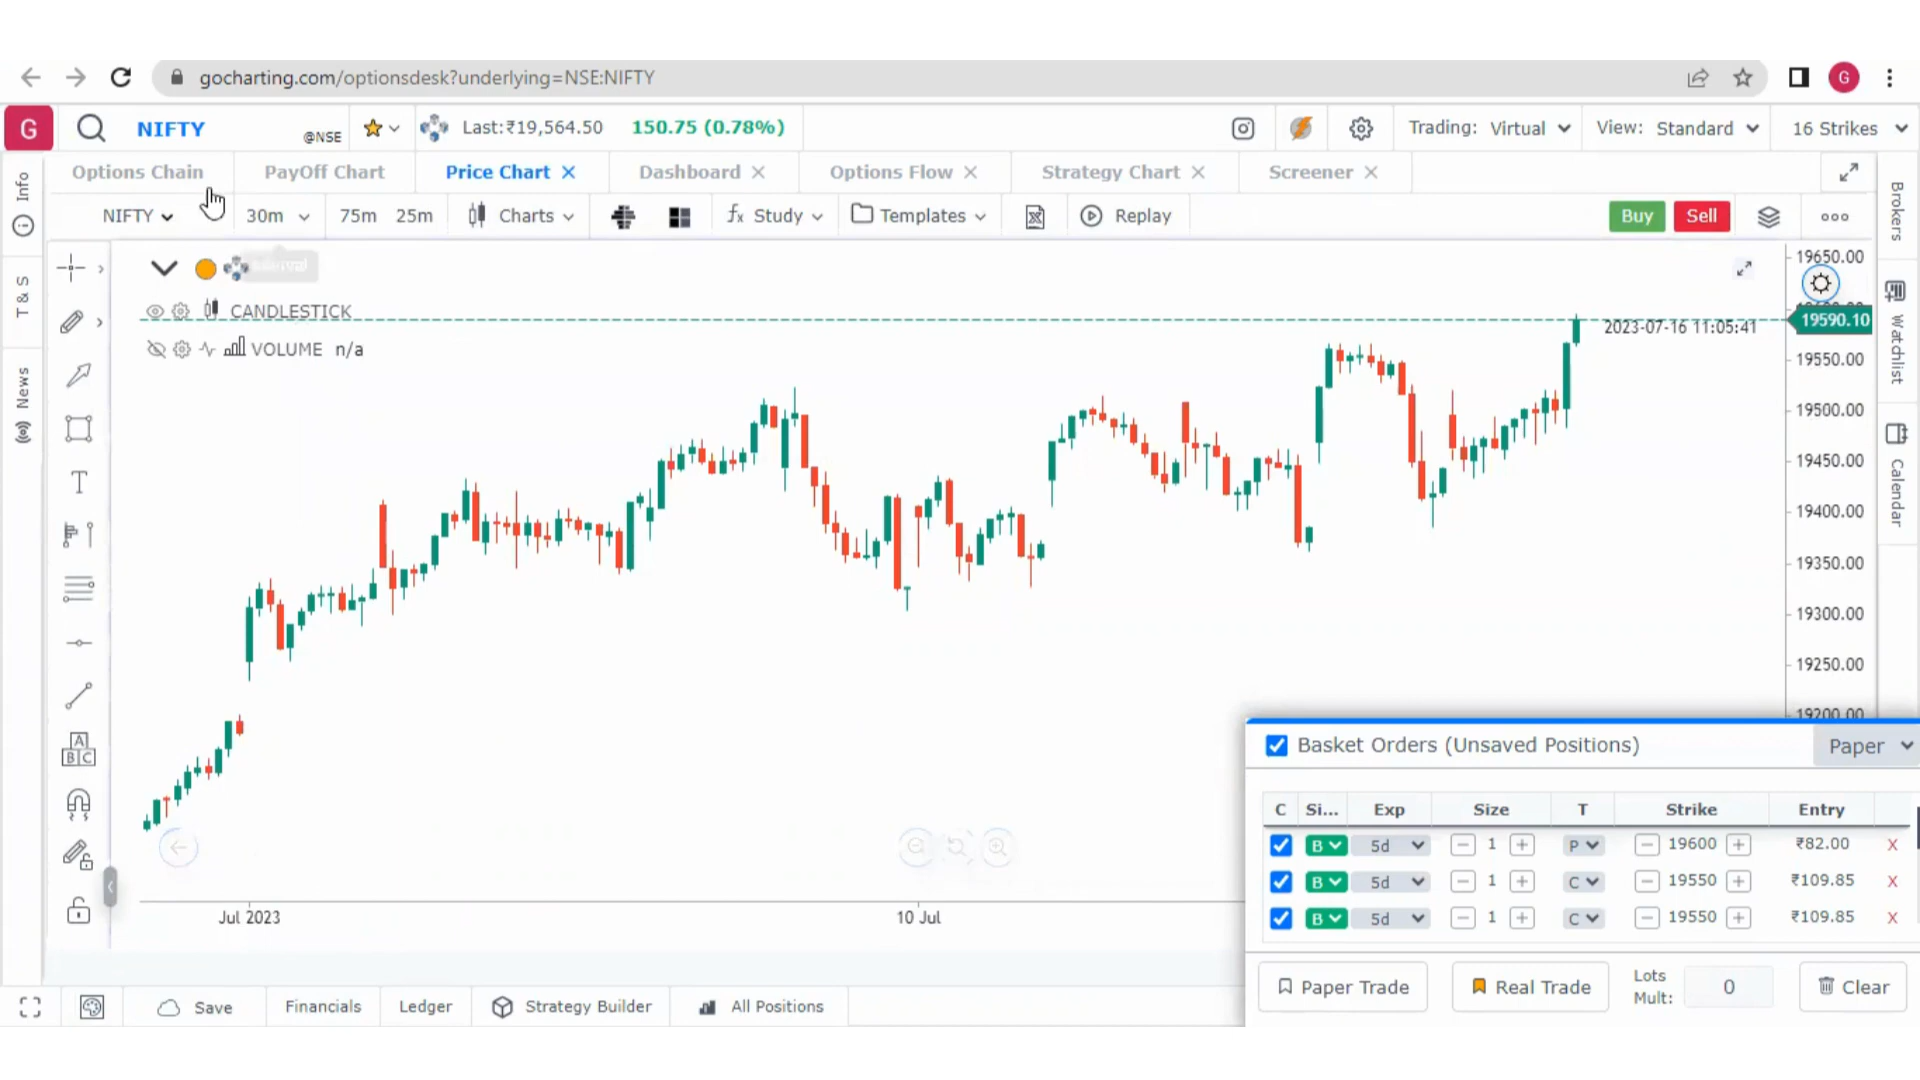 gocharting.com/optionsdesk?underlying=NSE:NIFTY
G
G NIFTY @NSE Last:₹19,564.50 150.75 (0.78%) Trading: Virtual View: Standard 16 Strikes
Options Chain PayOff Chart Price Chart Dashboard Options Flow Strategy Chart Screener
NIFTY 30m 75m 25m Charts fx Study Templates Replay Buy Sell
Info
T & S
News
Brokers
Watchlist
Calendar
CANDLESTICK
VOLUME n/a
2023-07-16 11:05:41
19650.00
19590.10
19550.00
19500.00
19450.00
19400.00
19350.00
19300.00
19250.00
19200.00
T
A
B C
Jul 2023 10 Jul
Basket Orders (Unsaved Positions) Paper
C Si... Exp Size T Strike Entry
B 5d 1 P 19600 ₹82.00 X
B 5d 1 C 19550 ₹109.85 X
B 5d 1 C 19550 ₹109.85 X
Paper Trade Real Trade Lots Mult: 0 Clear
Save Financials Ledger Strategy Builder All Positions